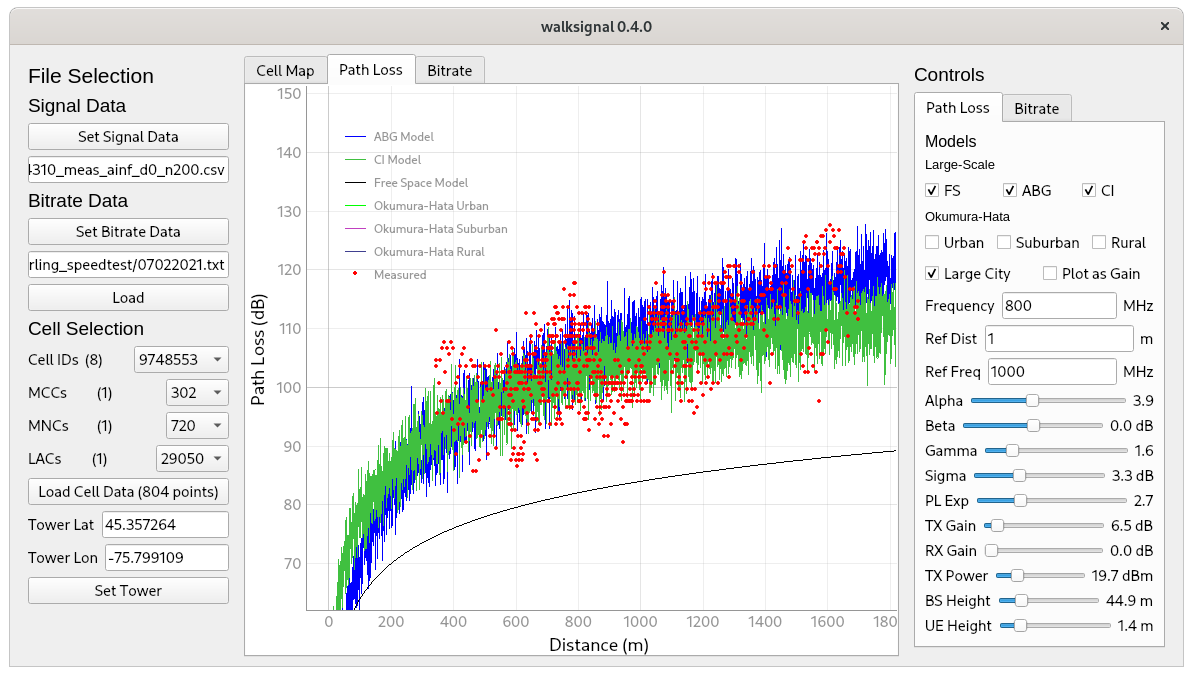 walksignal 0.4.0
×
File Selection
Signal Data
Set Signal Data
4310_meas_ainf_d0_n200.csv
Bitrate Data
Set Bitrate Data
rling_speedtest/07022021.txt
Load
Cell Selection
Cell IDs (8) 9748553
MCCs (1) 302
MNCs (1) 720
LACs (1) 29050
Load Cell Data (804 points)
Tower Lat 45.357264
Tower Lon -75.799109
Set Tower
Cell Map Path Loss Bitrate
150
140
130
120
110
100
90
80
70
Path Loss (dB)
ABG Model
CI Model
Free Space Model
Okumura-Hata Urban
Okumura-Hata Suburban
Okumura-Hata Rural
Measured
0 200 400 600 800 1000 1200 1400 1600 180
Distance (m)
Controls
Path Loss Bitrate
Models
Large-Scale
FS ABG CI
Okumura-Hata
Urban Suburban Rural
Large City Plot as Gain
Frequency 800 MHz
Ref Dist 1 m
Ref Freq 1000 MHz
Alpha 3.9
Beta 0.0 dB
Gamma 1.6
Sigma 3.3 dB
PL Exp 2.7
TX Gain 6.5 dB
RX Gain 0.0 dB
TX Power 19.7 dBm
BS Height 44.9 m
UE Height 1.4 m